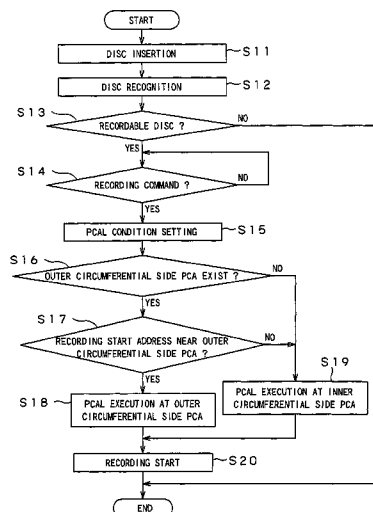 START
DISC INSERTION
S11
DISC RECOGNITION
S12
S13
RECORDABLE DISC ?
NO
YES
S14
RECORDING COMMAND ?
NO
YES
PCAL CONDITION SETTING
S15
S16
OUTER CIRCUMFERENTIAL SIDE PCA EXIST ?
NO
YES
S17
RECORDING START ADDRESS NEAR OUTER
CIRCUMFERENTIAL SIDE PCA ?
NO
YES
S18
PCAL EXECUTION AT OUTER
CIRCUMFERENTIAL SIDE PCA
S19
PCAL EXECUTION AT INNER
CIRCUMFERENTIAL SIDE PCA
RECORDING START
S20
END